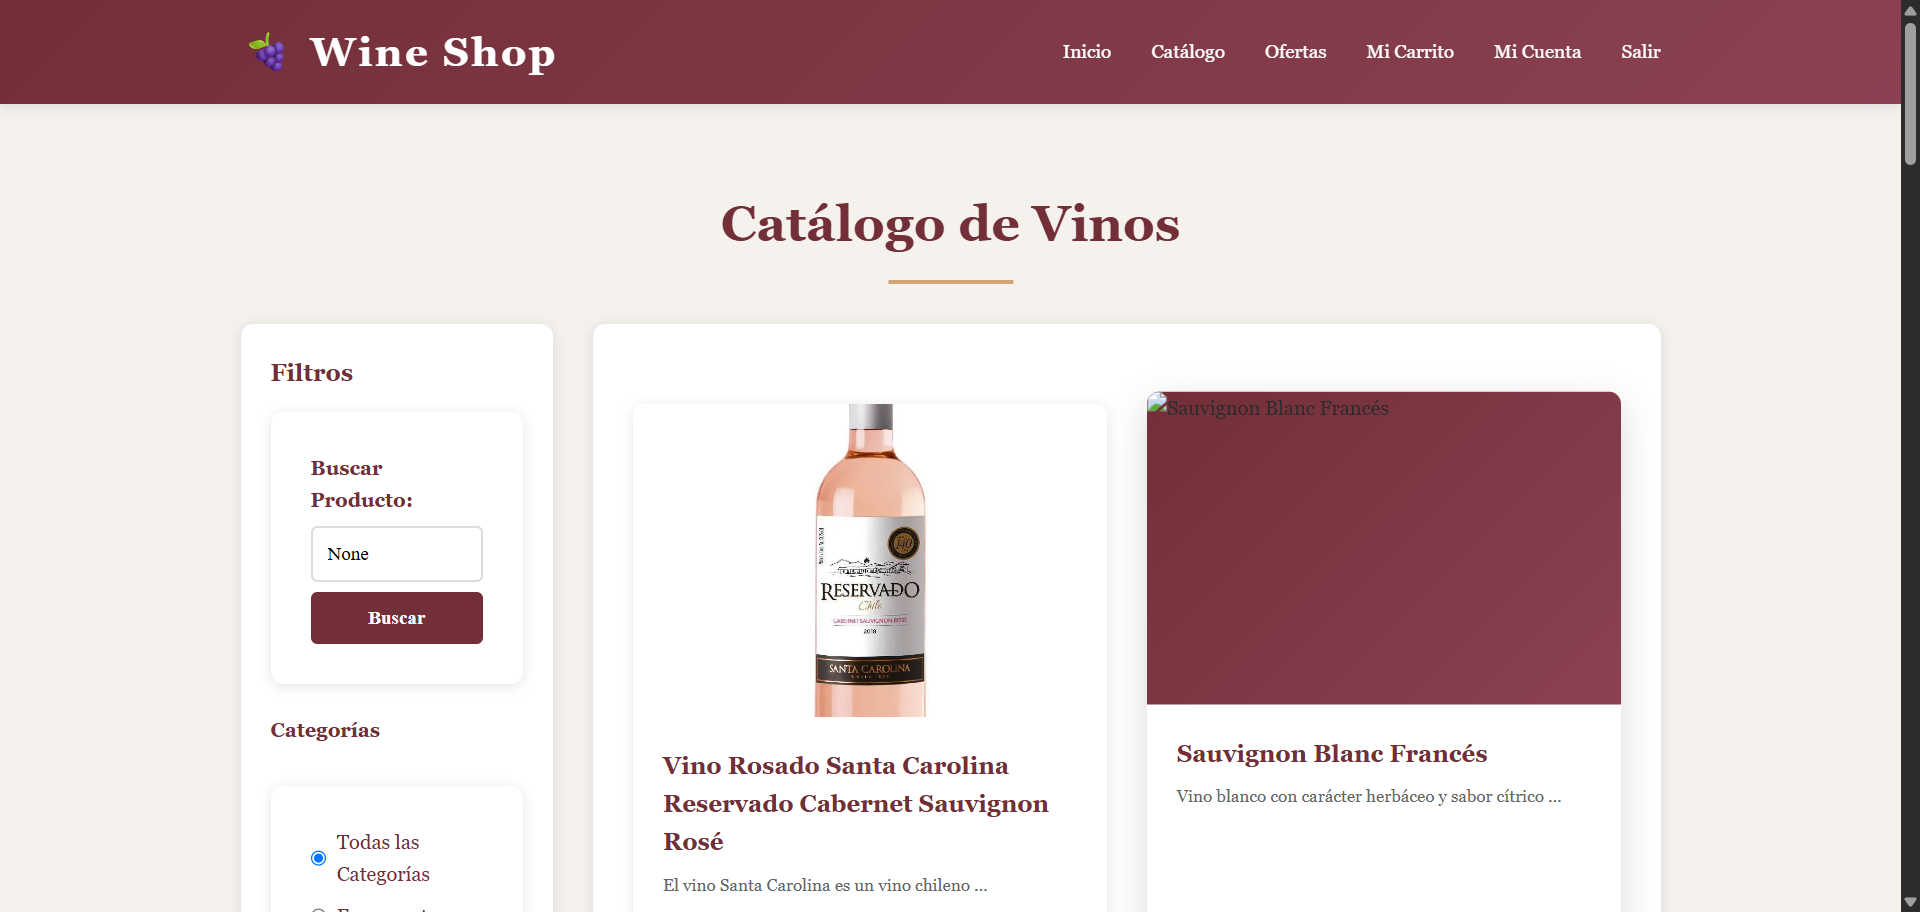 Wine Shop
Inicio
Catálogo
Ofertas
Mi Carrito
Mi Cuenta
Salir
Catálogo de Vinos
Filtros
Buscar
Producto:
None
Buscar
Categorías
Todas las
Categorías
140
RESERVADO
Chile
CABERNET SAUVIGNON ROSÉ
2018
SANTA CAROLINA
Vino Rosado Santa Carolina
Reservado Cabernet Sauvignon
Rosé
El vino Santa Carolina es un vino chileno ...
Sauvignon Blanc Francés
Sauvignon Blanc Francés
Vino blanco con carácter herbáceo y sabor cítrico ...